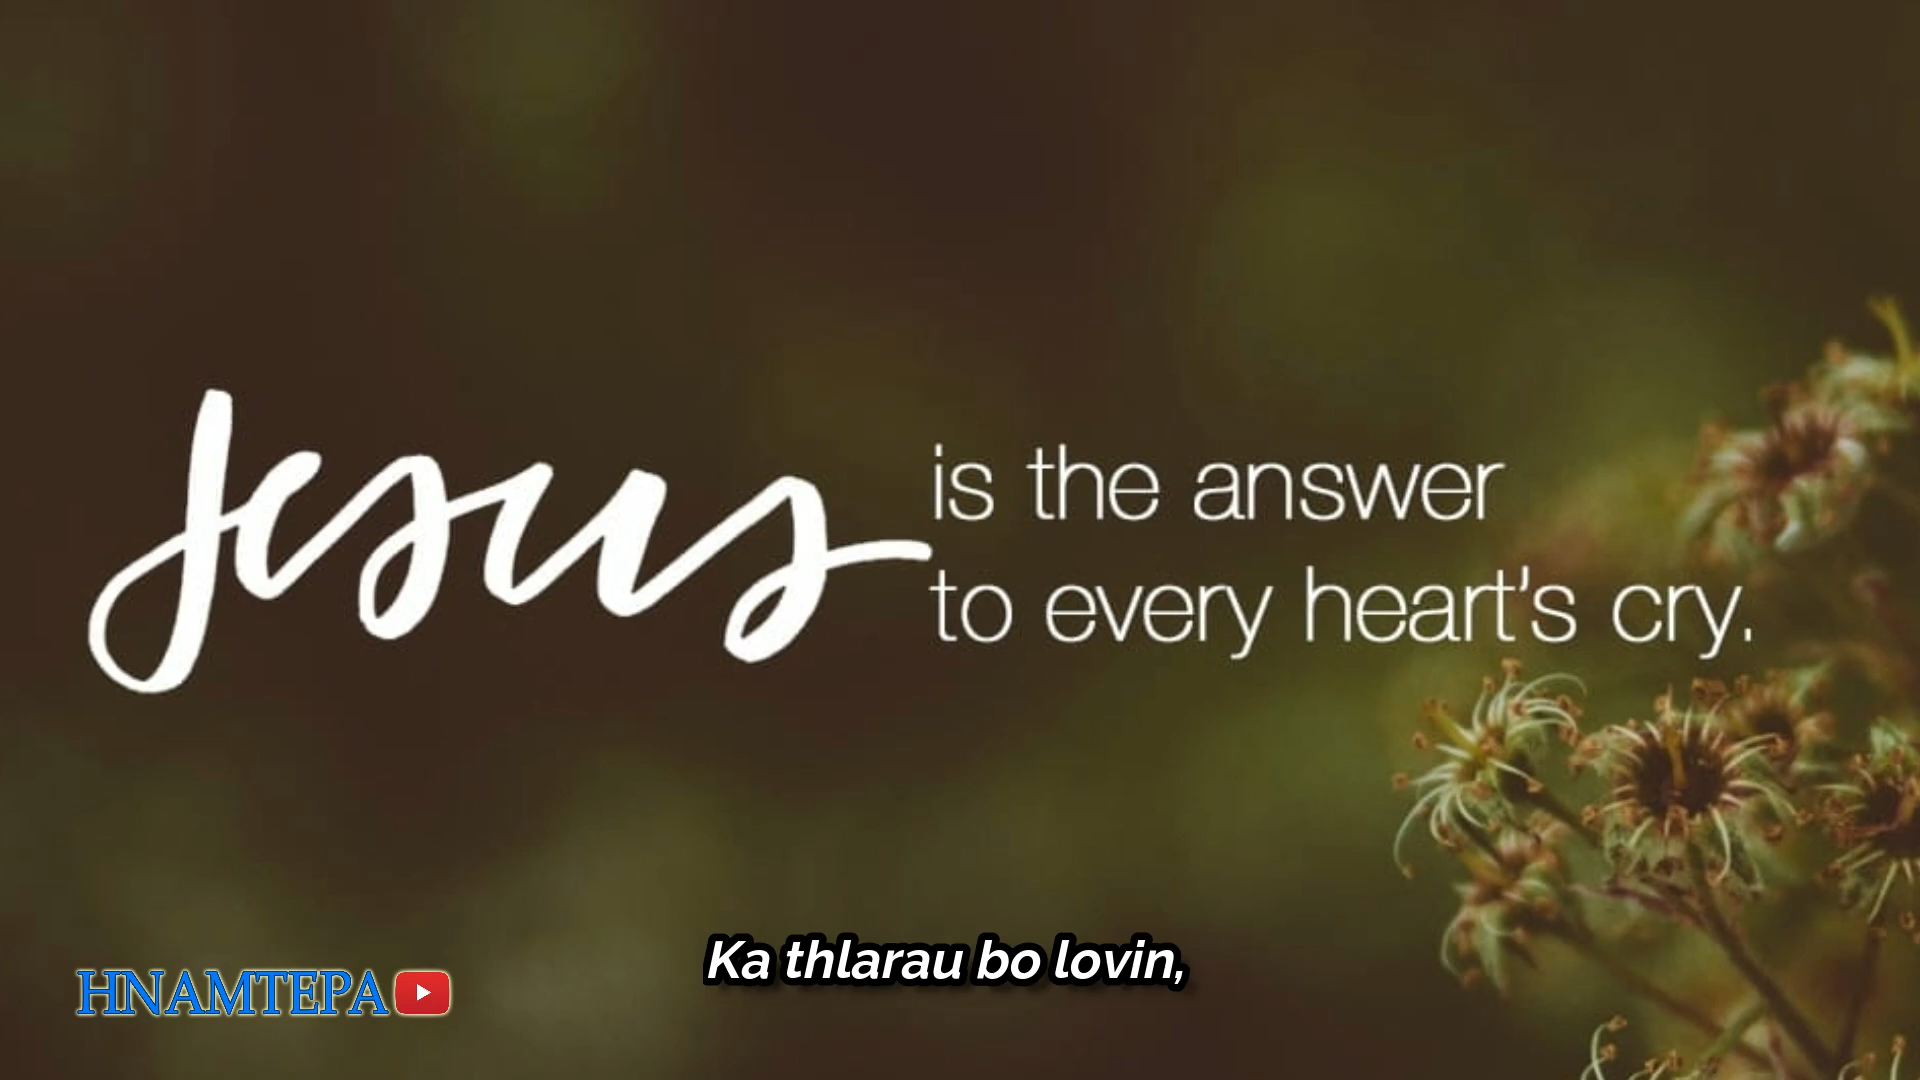 Jesus is the answer
to every heart's cry.
Ka thlarau bo lovin,
HNAMTEPA